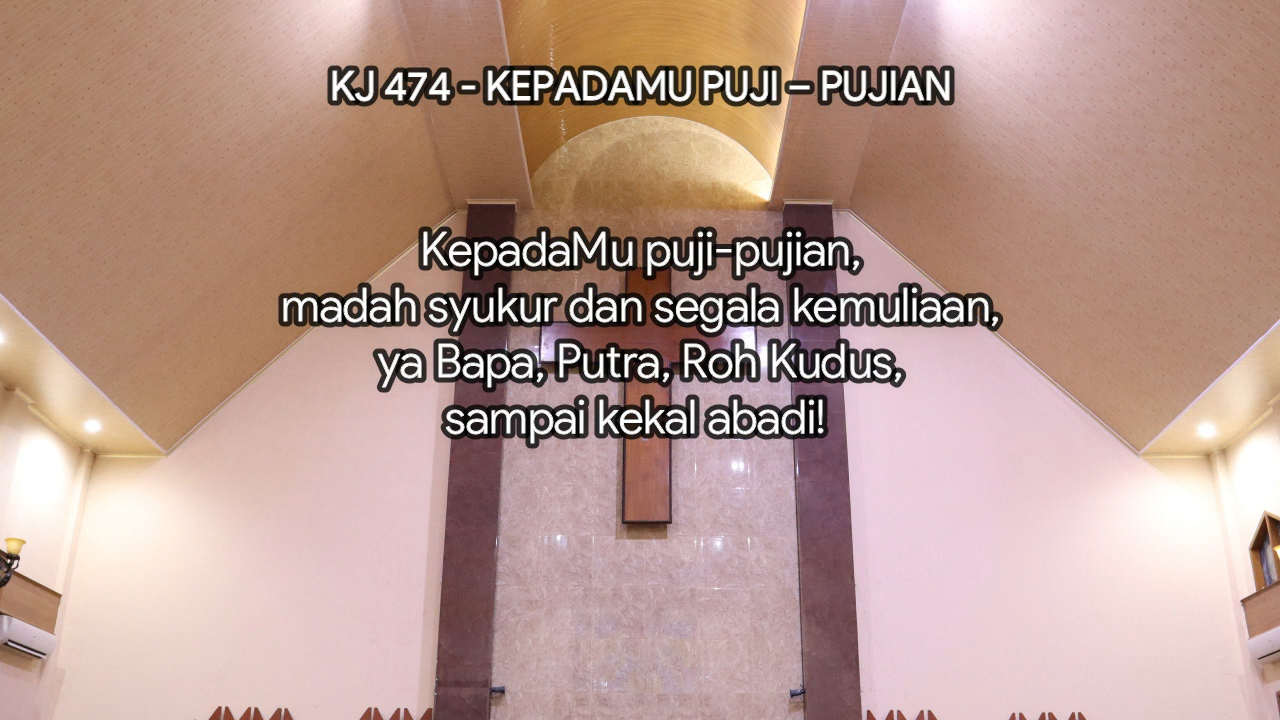 KJ 474 - KEPADAMU PUJI – PUJIAN
KepadaMu puji-pujian,
madah syukur dan segala kemuliaan,
ya Bapa, Putra, Roh Kudus,
sampai kekal abadi!